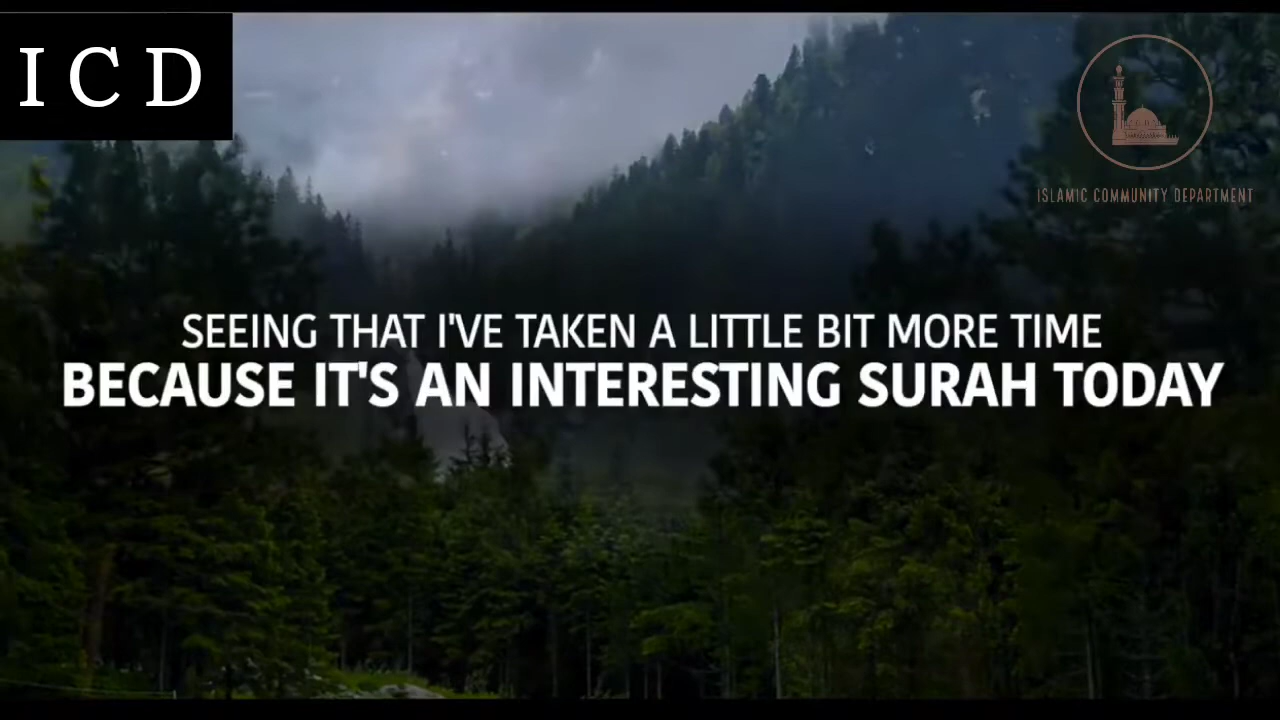 I C D
ISLAMIC COMMUNITY DEPARTMENT
SEEING THAT I'VE TAKEN A LITTLE BIT MORE TIME
BECAUSE IT'S AN INTERESTING SURAH TODAY